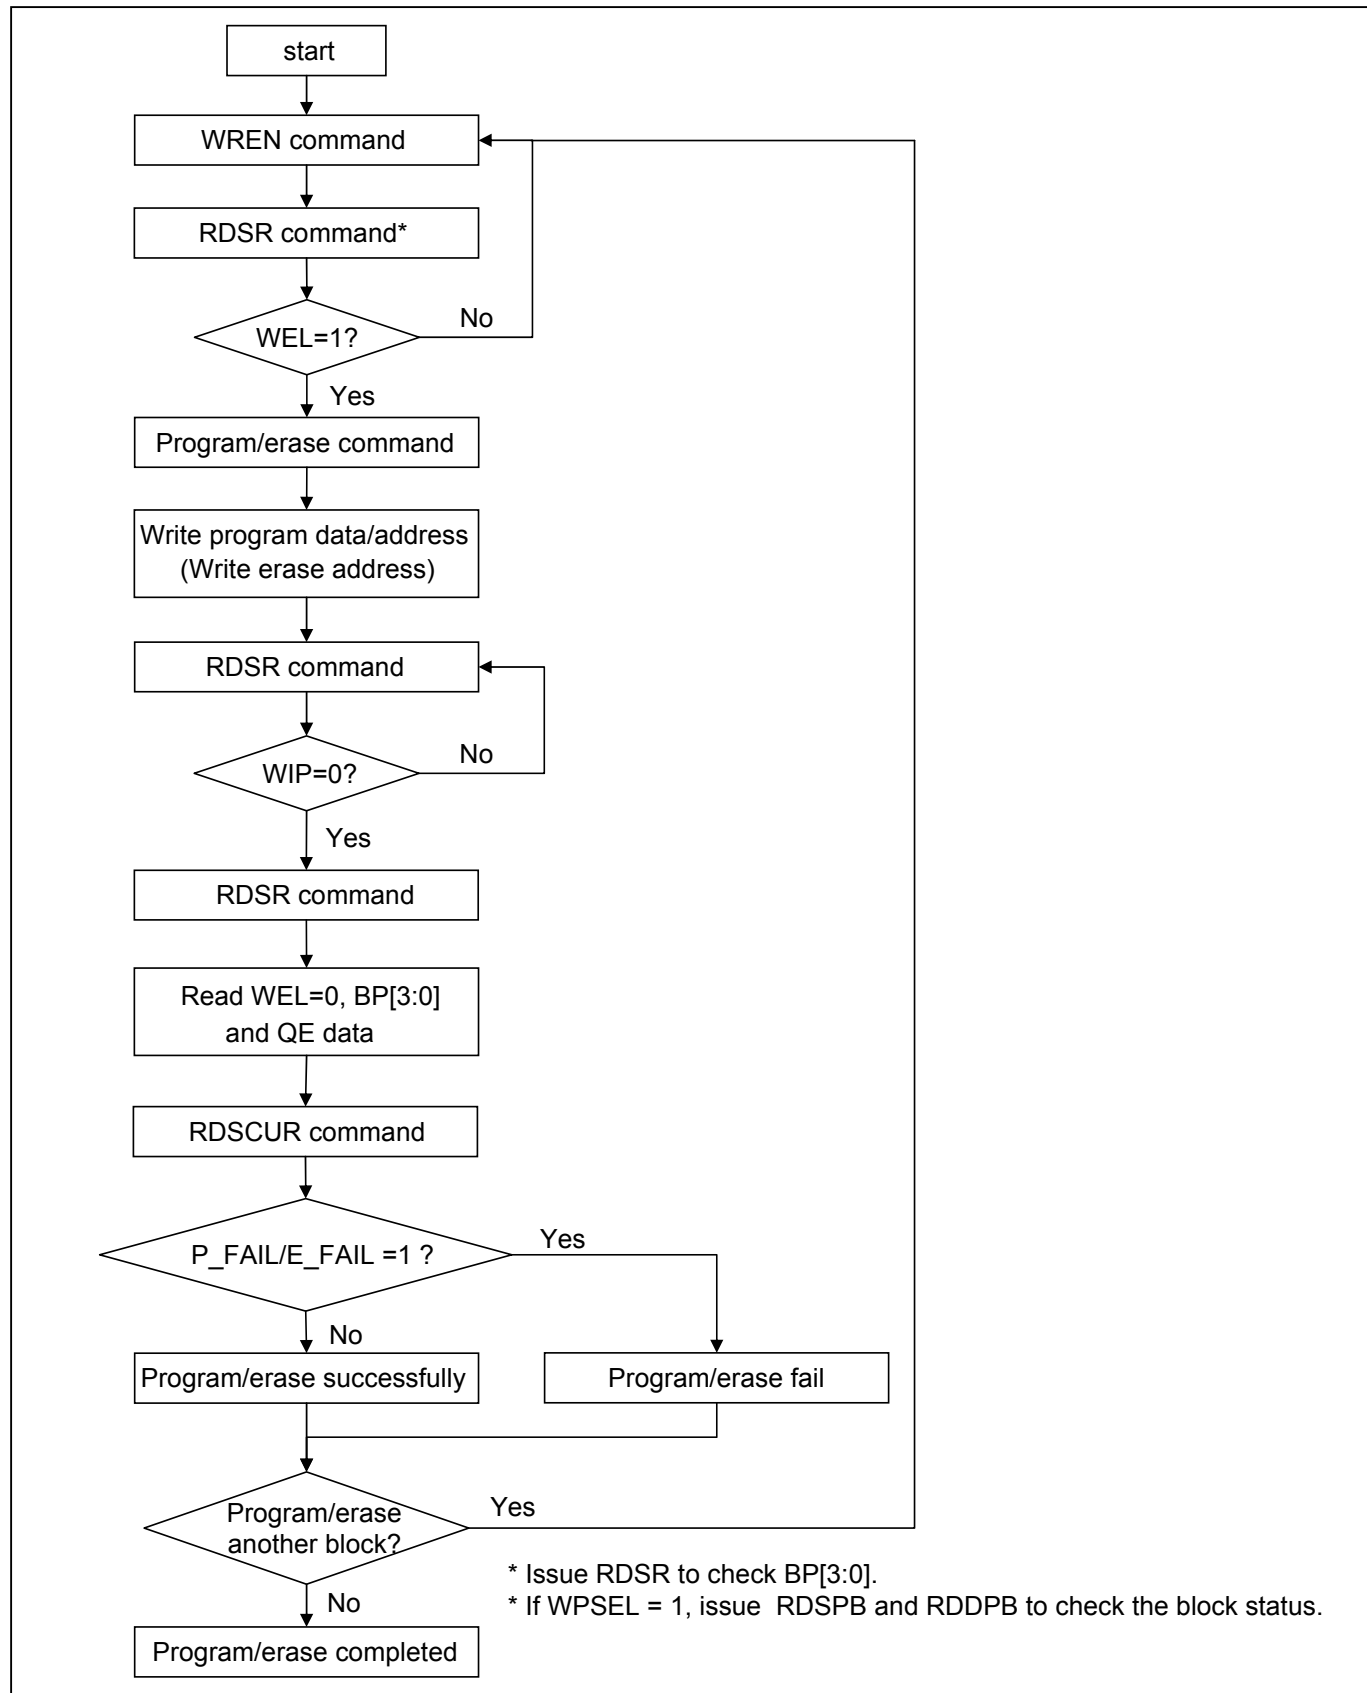 start
WREN command
RDSR command*
WEL=1?
No
Yes
Program/erase command
Write program data/address
(Write erase address)
RDSR command
WIP=0?
No
Yes
RDSR command
Read WEL=0, BP[3:0]
and QE data
RDSCUR command
P_FAIL/E_FAIL =1 ?
Yes
No
Program/erase successfully
Program/erase fail
Program/erase
another block?
Yes
No
* Issue RDSR to check BP[3:0].
* If WPSEL = 1, issue  RDSPB and RDDPB to check the block status.
Program/erase completed